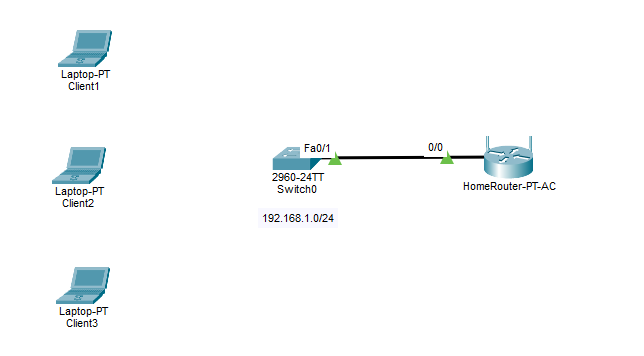 Laptop-PT
Client1
Fa0/1
0/0
2960-24TT
Switch0
HomeRouter-PT-AC
Laptop-PT
Client2
192.168.1.0/24
Laptop-PT
Client3